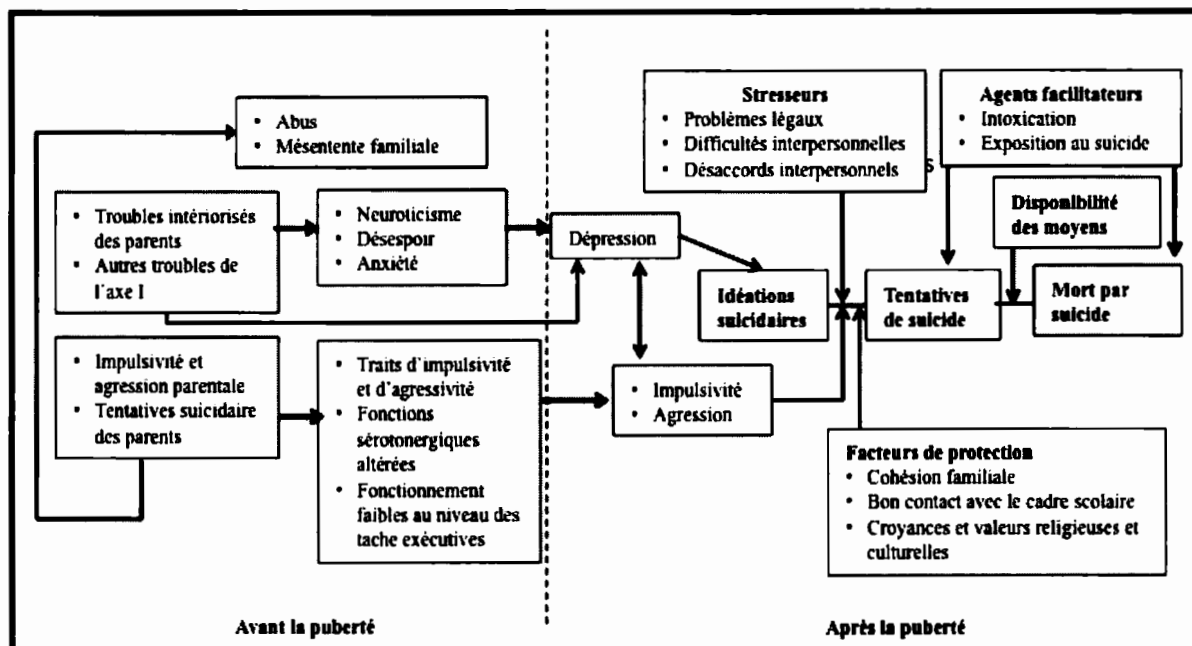 • Abus
• Mésentente familiale
• Troubles intériorisés
des parents
• Autres troubles de
l'axe I
• Neuroticisme
• Désespoir
• Anxiété
• Impulsivité et
agression parentale
• Tentatives suicidaire
des parents
• Traits d'impulsivité
et d'agressivité
• Fonctions
sérotonergiques
altérées
• Fonctionnement
faibles au niveau des
tache exécutives
Avant la puberté
Stresseurs
• Problèmes légaux
• Difficultés interpersonnelles
• Désaccords interpersonnels
s
Agents facilitateurs
• Intoxication
• Exposition au suicide
Disponibilité
des moyens
Dépression
Idéations
suicidaires
Tentatives
de suicide
Mort par
suicide
• Impulsivité
• Agression
Facteurs de protection
• Cohésion familiale
• Bon contact avec le cadre scolaire
• Croyances et valeurs religieuses et
culturelles
Après la puberté